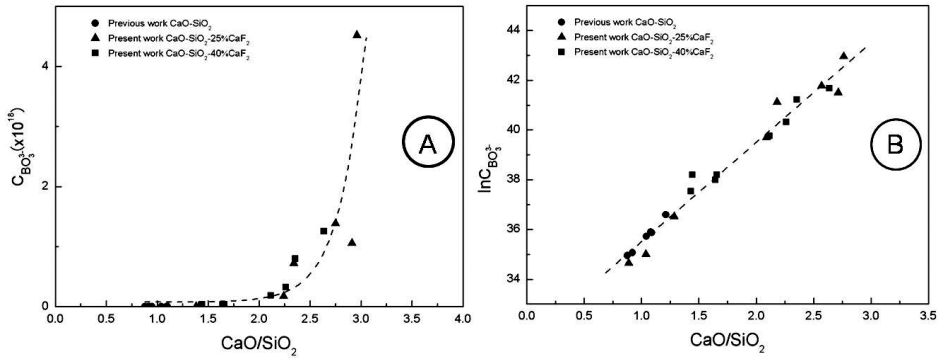 Previous work CaO-SiO₂
Present work CaO-SiO₂-25%CaF₂
Present work CaO-SiO₂-40%CaF₂
A
C_BO₃³⁻(x10¹⁸)
4
2
0
0.0 0.5 1.0 1.5 2.0 2.5 3.0 3.5 4.0
CaO/SiO₂
Previous work CaO-SiO₂
Present work CaO-SiO₂-25%CaF₂
Present work CaO-SiO₂-40%CaF₂
B
lnC_BO₃³⁻
44
42
40
38
36
34
0.0 0.5 1.0 1.5 2.0 2.5 3.0 3.5
CaO/SiO₂